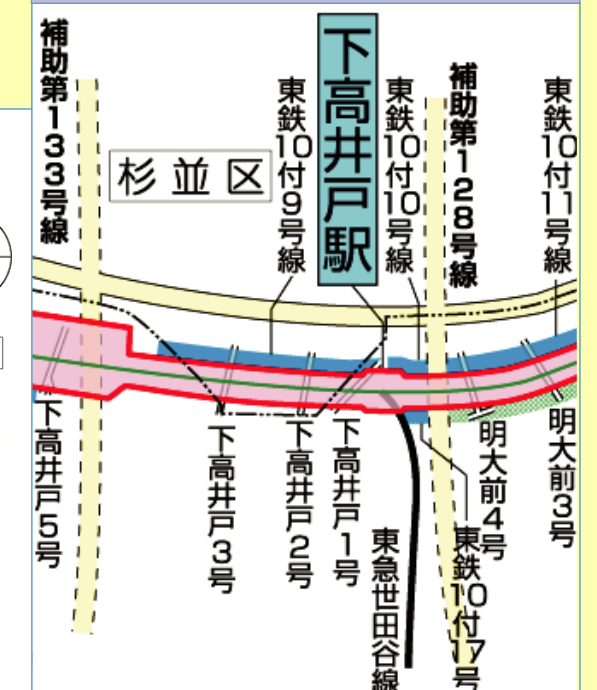 補助第133号線
杉並区
東鉄10付9号線
下高井戸駅
東鉄10付10号線
補助第128号線
東鉄10付11号線
下高井戸5号
下高井戸3号
下高井戸2号
下高井戸1号
東急世田谷線
明大前4号
東鉄10付17号
明大前3号